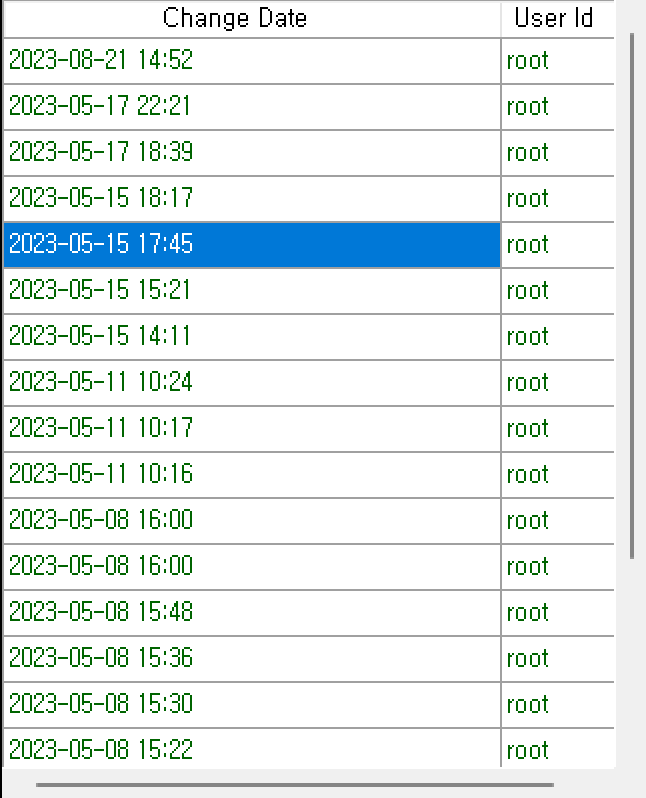 Change Date User Id
2023-08-21 14:52 root
2023-05-17 22:21 root
2023-05-17 18:39 root
2023-05-15 18:17 root
2023-05-15 17:45 root
2023-05-15 15:21 root
2023-05-15 14:11 root
2023-05-11 10:24 root
2023-05-11 10:17 root
2023-05-11 10:16 root
2023-05-08 16:00 root
2023-05-08 16:00 root
2023-05-08 15:48 root
2023-05-08 15:36 root
2023-05-08 15:30 root
2023-05-08 15:22 root